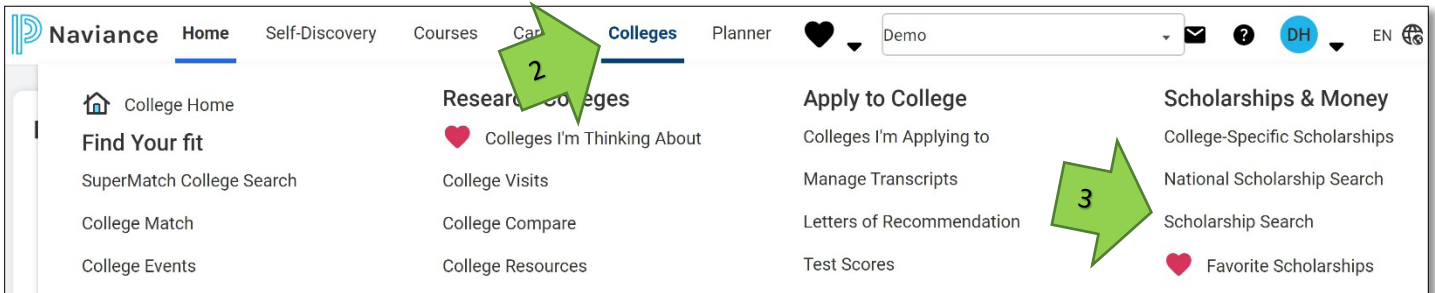 Naviance Home Self-Discovery Courses Colleges Planner Demo DH EN
2
College Home
Find Your fit
SuperMatch College Search
College Match
College Events
Colleges
Colleges I'm Thinking About
College Visits
College Compare
College Resources
Apply to College
Colleges I'm Applying to
Manage Transcripts
Letters of Recommendation
Test Scores
3
Scholarships & Money
College-Specific Scholarships
National Scholarship Search
Scholarship Search
Favorite Scholarships